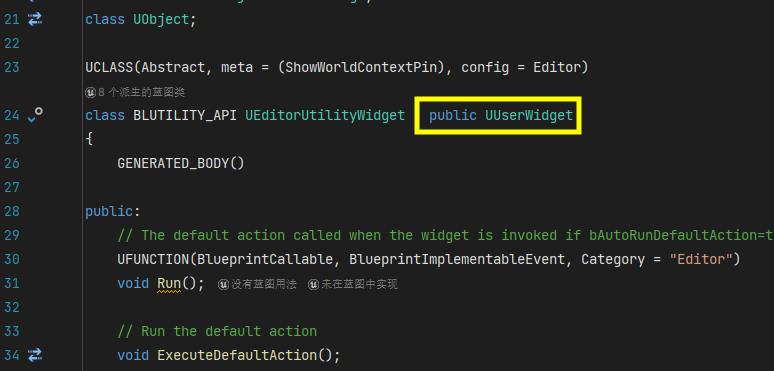 21 class UObject;
22
23 UCLASS(Abstract, meta = (ShowWorldContextPin), config = Editor)
8 个派生的蓝图类
24 class BLUTILITY_API UEditorUtilityWidget public UUserWidget
25 {
26 GENERATED_BODY()
27
28 public:
29 // The default action called when the widget is invoked if bAutoRunDefaultAction=t
30 UFUNCTION(BlueprintCallable, BlueprintImplementableEvent, Category = "Editor")
31 void Run(); 没有蓝图用法 未在蓝图中实现
32
33 // Run the default action
34 void ExecuteDefaultAction();